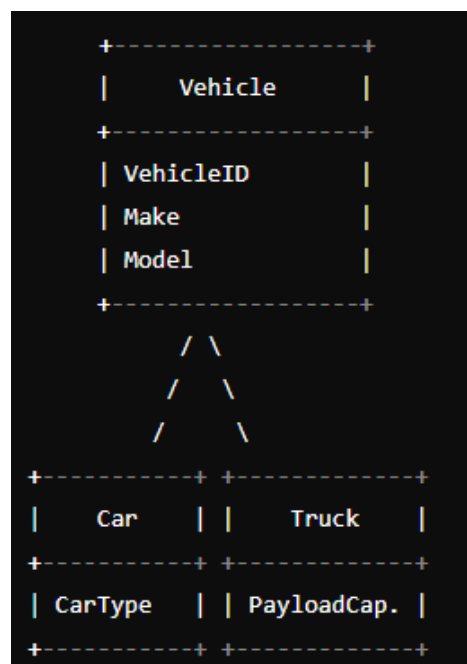 +------------------+
|     Vehicle      |
+------------------+
| VehicleID        |
| Make             |
| Model            |
+------------------+
/ \
/   \
/     \
+-----------+ +-------------+
|    Car    | |    Truck    |
+-----------+ +-------------+
| CarType   | | PayloadCap. |
+-----------+ +-------------+